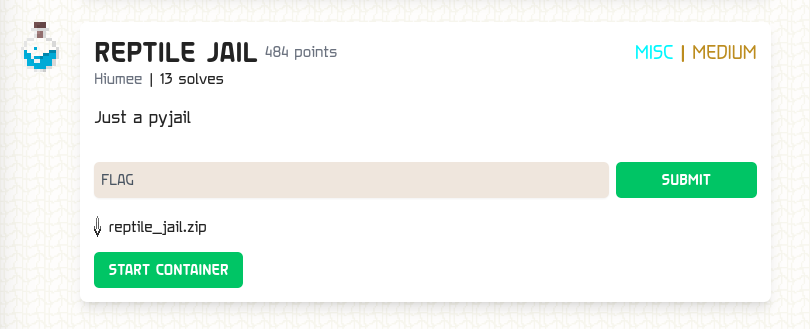 REPTILE JAIL 484 points MISC | MEDIUM
Hiumee | 13 solves
Just a pyjail
FLAG SUBMIT
reptile_jail.zip
START CONTAINER